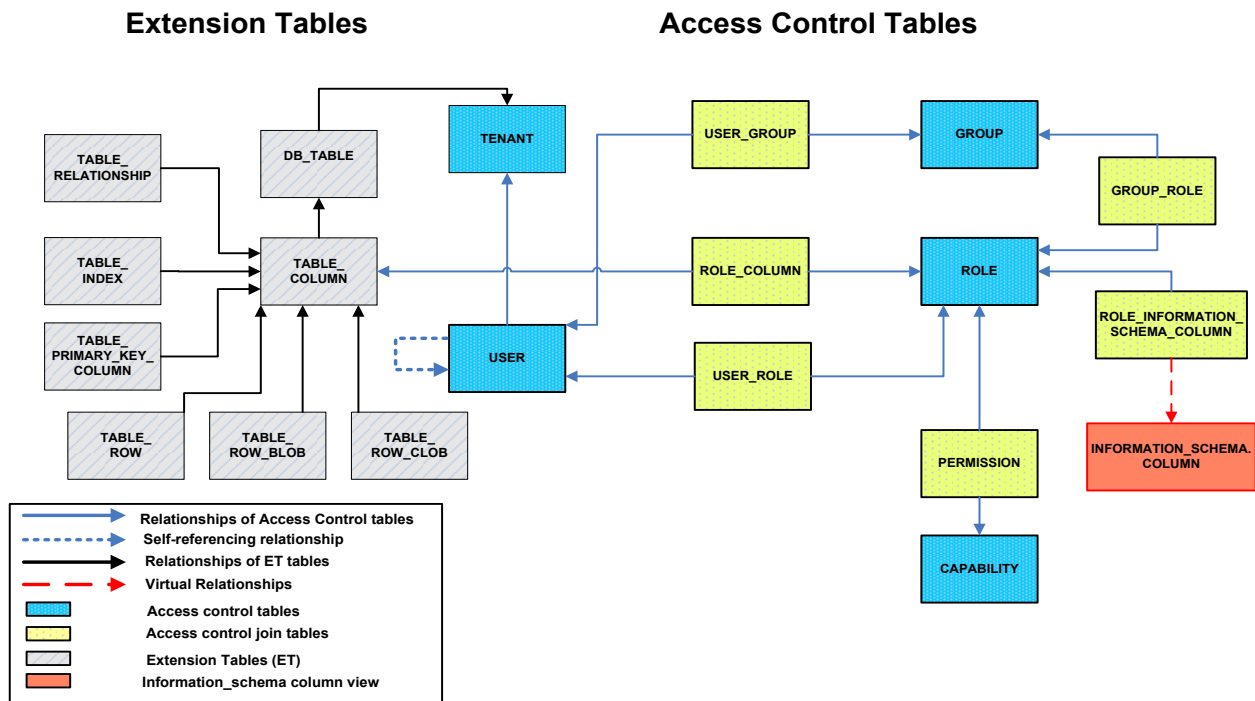 Extension Tables
Access Control Tables
TABLE_
RELATIONSHIP
DB_TABLE
TENANT
USER_GROUP
GROUP
GROUP_ROLE
TABLE_
INDEX
TABLE_
COLUMN
ROLE_COLUMN
ROLE
ROLE_INFORMATION_
SCHEMA_COLUMN
TABLE_
PRIMARY_KEY_
COLUMN
USER
USER_ROLE
TABLE_
ROW
TABLE_
ROW_BLOB
TABLE_
ROW_CLOB
PERMISSION
INFORMATION_SCHEMA.
COLUMN
CAPABILITY
Relationships of Access Control tables
Self-referencing relationship
Relationships of ET tables
Virtual Relationships
Access control tables
Access control join tables
Extension Tables (ET)
Information_schema column view